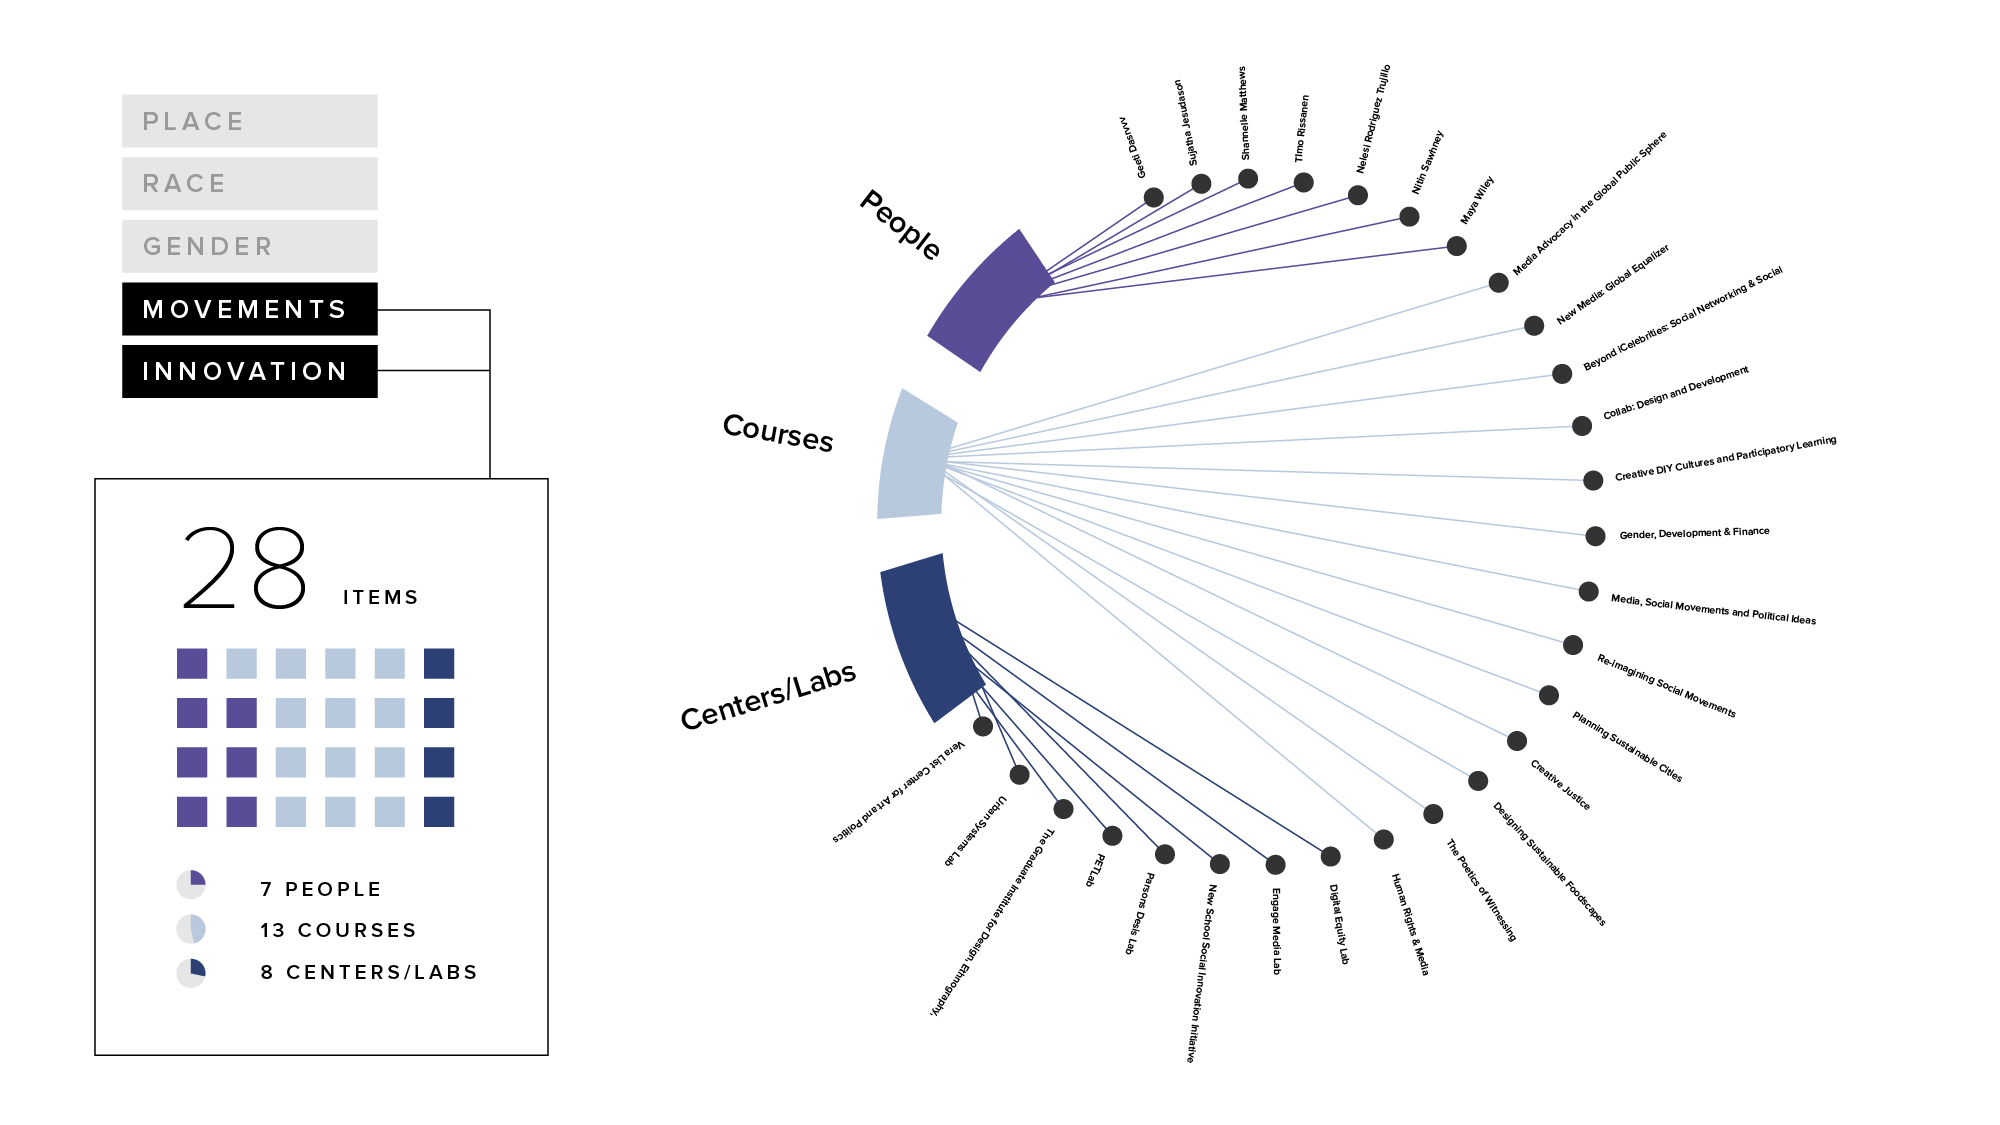 PLACE
RACE
GENDER
MOVEMENTS
INNOVATION
28 ITEMS
7 PEOPLE
13 COURSES
8 CENTERS/LABS
People
Geeti Dasrvvv
Sujatha Jesudason
Shannelle Matthews
Timo Rissanen
Nelesi Rodriguez Trujillo
Nitin Sawhney
Maya Wiley
Courses
Media Advocacy in the Global Public Sphere
New Media: Global Equalizer
Beyond iCelebrities: Social Networking & Social
Collab: Design and Development
Creative DIY Cultures and Participatory Learning
Gender, Development & Finance
Media, Social Movements and Political Ideas
Re-imagining Social Movements
Planning Sustainable Cities
Creative Justice
Designing Sustainable Foodscapes
The Poetics of Witnessing
Human Rights & Media
Centers/Labs
Digital Equity Lab
Engage Media Lab
New School Social Innovation Initiative
Parsons Desis Lab
PETLab
The Graduate Institute for Design, Ethnography,
Urban Systems Lab
Vera List Center for Art and Politics